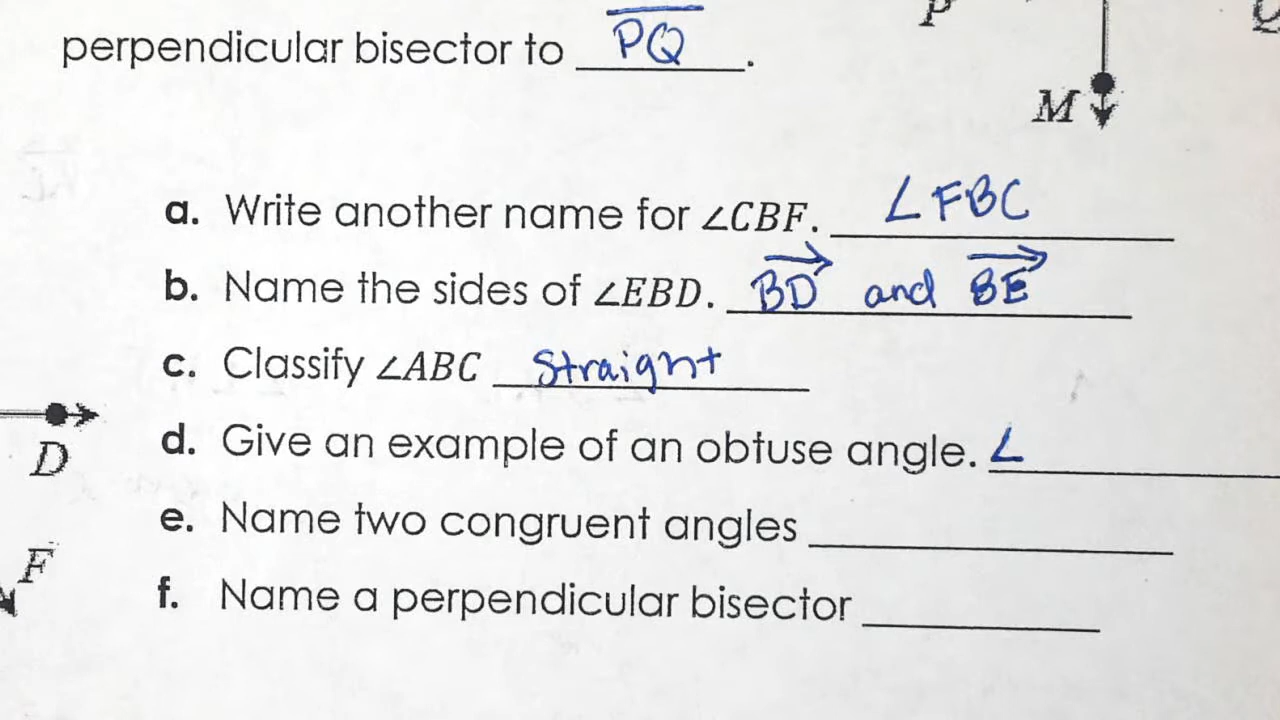 perpendicular bisector to PQ.
P
M
a. Write another name for ∠CBF. ∠FBC
b. Name the sides of ∠EBD. BD and BE
c. Classify ∠ABC Straight
D
d. Give an example of an obtuse angle. ∠
e. Name two congruent angles
F
f. Name a perpendicular bisector